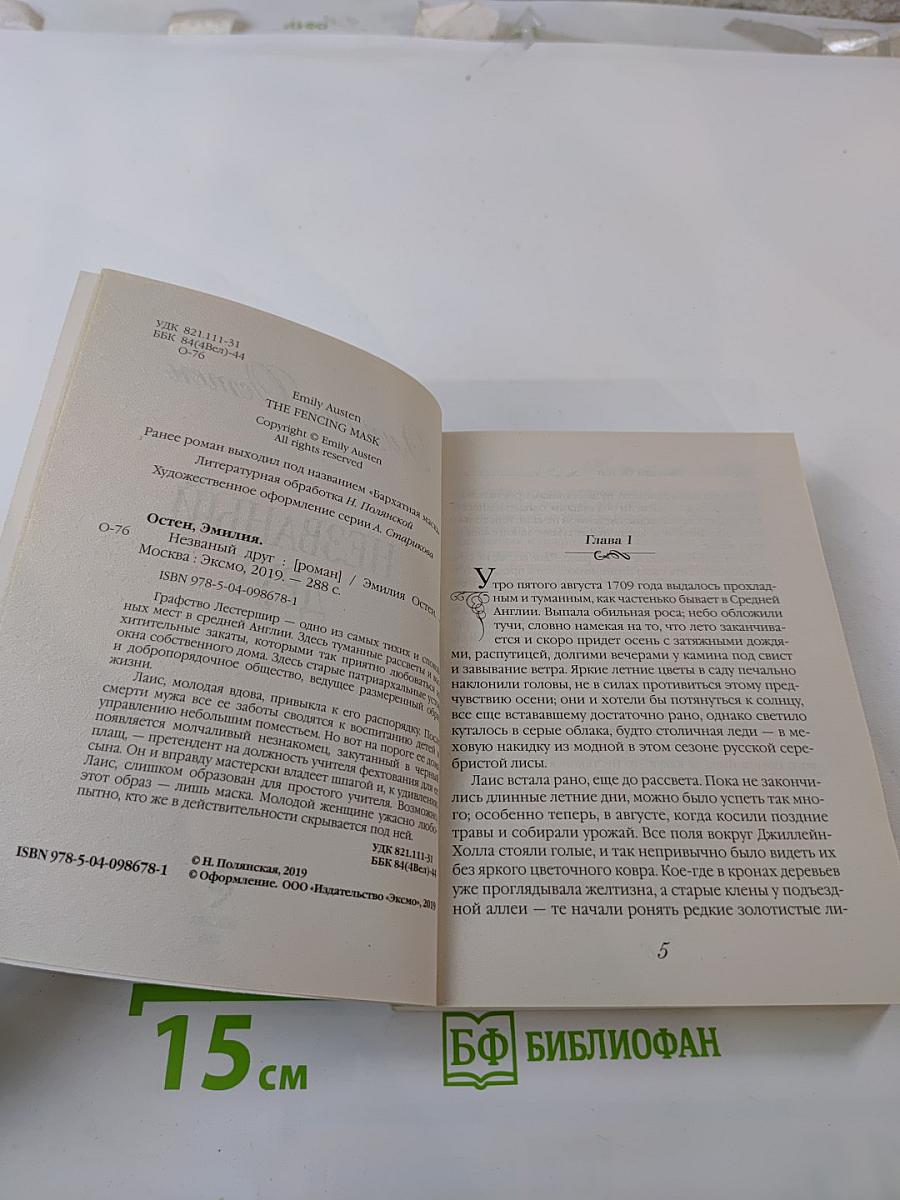 УДК 821.111-31
ББК 84(4Вел)-44
О-76
Emily Austen
THE FENCING MASK
Copyright © Emily Austen
All rights reserved
Ранее роман выходил под названием «Бархатная маска»
Литературная обработка Н. Полянской
Художественное оформление серии А. Старикова
Остен, Эмилия.
О-76
Незваный друг : [роман] / Эмилия Остен.
Москва : Эксмо, 2019. — 288 с.
ISBN 978-5-04-098678-1
Графство Лестершир — одно из самых тихих и
ных мест в средней Англии. Здесь туманные рассветы и
хитительные закаты, которыми так приятно любоваться
окна собственного дома. Здесь старые патриархальные
и добропорядочное общество, ведущее размеренный
жизни.
Лаис, молодая вдова, привыкла к его распорядку.
смерти мужа все ее заботы сводятся к воспитанию детей
управлению небольшим поместьем. Но вот на пороге ее
появляется молчаливый незнакомец, закутанный в черный
плащ, — претендент на должность учителя фехтования для
сына. Он и вправду мастерски владеет шпагой и, к удивлению
Лаис, слишком образован для простого учителя. Возможно,
этот образ — лишь маска. Молодой женщине ужасно любо-
пытно, кто же в действительности скрывается под ней.
УДК 821.111-31
ББК 84(4Вел)-44
ISBN 978-5-04-098678-1
© Н. Полянская, 2019
© Оформление. ООО «Издательство «Эксмо», 2019
Глава 1
Утро пятого августа 1709 года выдалось прохлад-
ным и туманным, как частенько бывает в Средней
Англии. Выпала обильная роса; небо обложили
тучи, словно намекая на то, что лето заканчива-
ется и скоро придет осень с затяжными дождя-
ми, распутицей, долгими вечерами у камина под свист
и завывание ветра. Яркие летние цветы в саду печально
наклонили головы, не в силах противиться этому пред-
чувствию осени; они и хотели бы потянуться к солнцу,
все еще встававшему достаточно рано, однако светило
куталось в серые облака, будто столичная леди — в ме-
ховую накидку из модной в этом сезоне русской сере-
бристой лисы.
Лаис встала рано, еще до рассвета. Пока не закончи-
лись длинные летние дни, можно было успеть так мно-
го; особенно теперь, в августе, когда косили поздние
травы и собирали урожай. Все поля вокруг Джиллейн-
Холла стояли голые, и так непривычно было видеть их
без яркого цветочного ковра. Кое-где в кронах деревьев
уже проглядывала желтизна, а старые клены у подъезд-
ной аллеи — те начали ронять редкие золотистые ли-
5
15 см
БФ БИБЛИОФАН